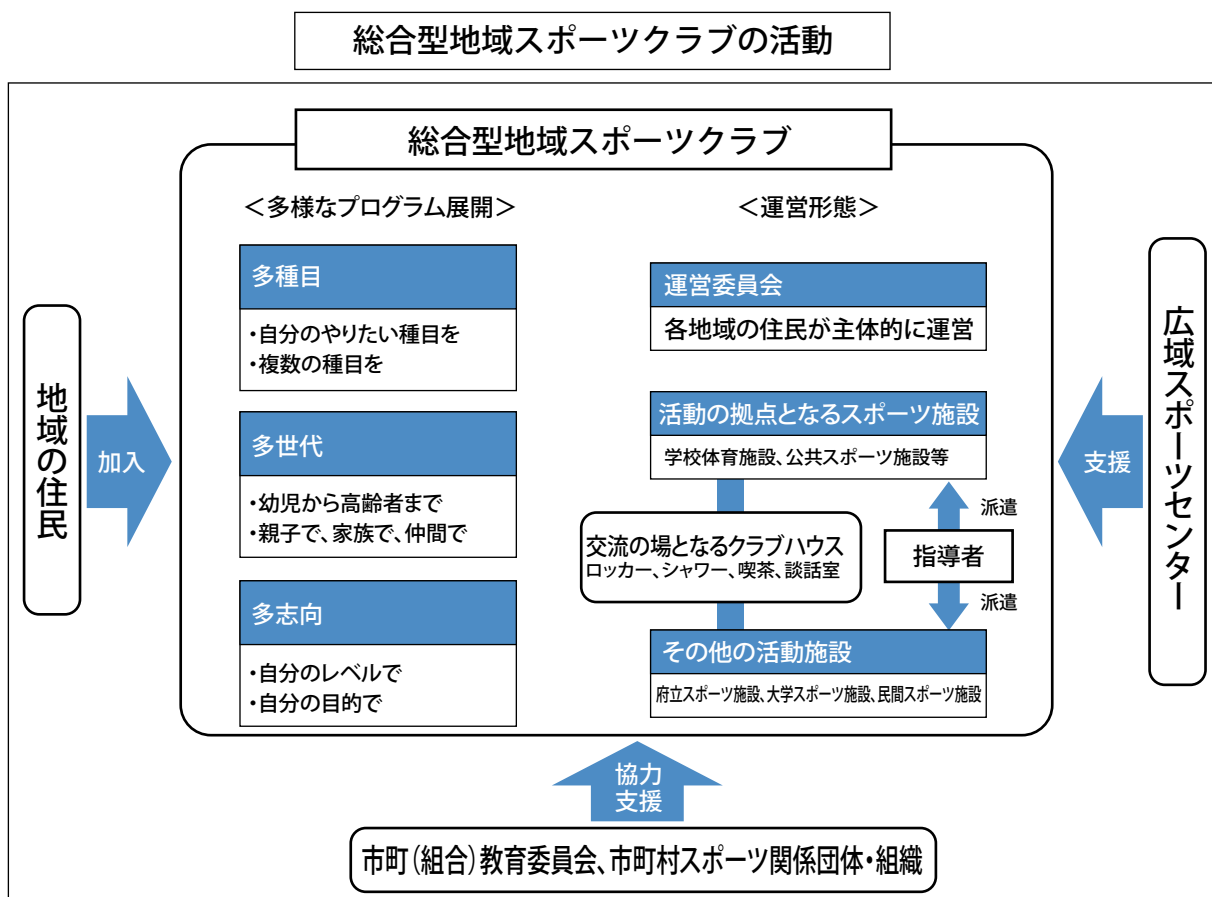 総合型地域スポーツクラブの活動
総合型地域スポーツクラブ
地域の住民
加入
＜多様なプログラム展開＞
多種目
・自分のやりたい種目を
・複数の種目を
多世代
・幼児から高齢者まで
・親子で、家族で、仲間で
多志向
・自分のレベルで
・自分の目的で
＜運営形態＞
運営委員会
各地域の住民が主体的に運営
活動の拠点となるスポーツ施設
学校体育施設、公共スポーツ施設等
交流の場となるクラブハウス
ロッカー、シャワー、喫茶、談話室
派遣
指導者
派遣
その他の活動施設
府立スポーツ施設、大学スポーツ施設、民間スポーツ施設
支援
広域スポーツセンター
協力
支援
市町（組合）教育委員会、市町村スポーツ関係団体・組織